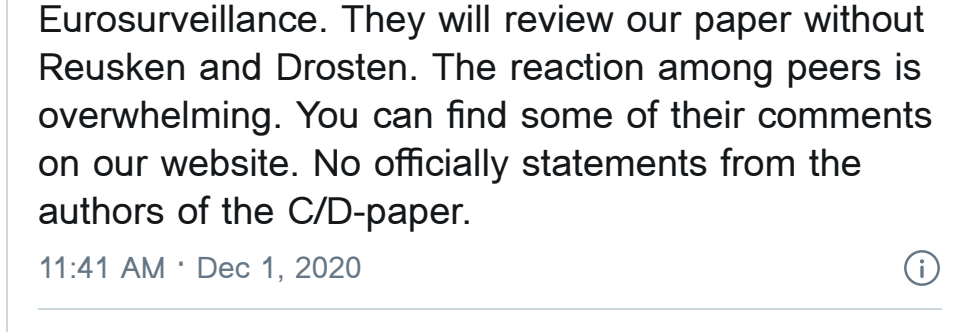 Eurosurveillance. They will review our paper without
Reusken and Drosten. The reaction among peers is
overwhelming. You can find some of their comments
on our website. No officially statements from the
authors of the C/D-paper.
11:41 AM · Dec 1, 2020